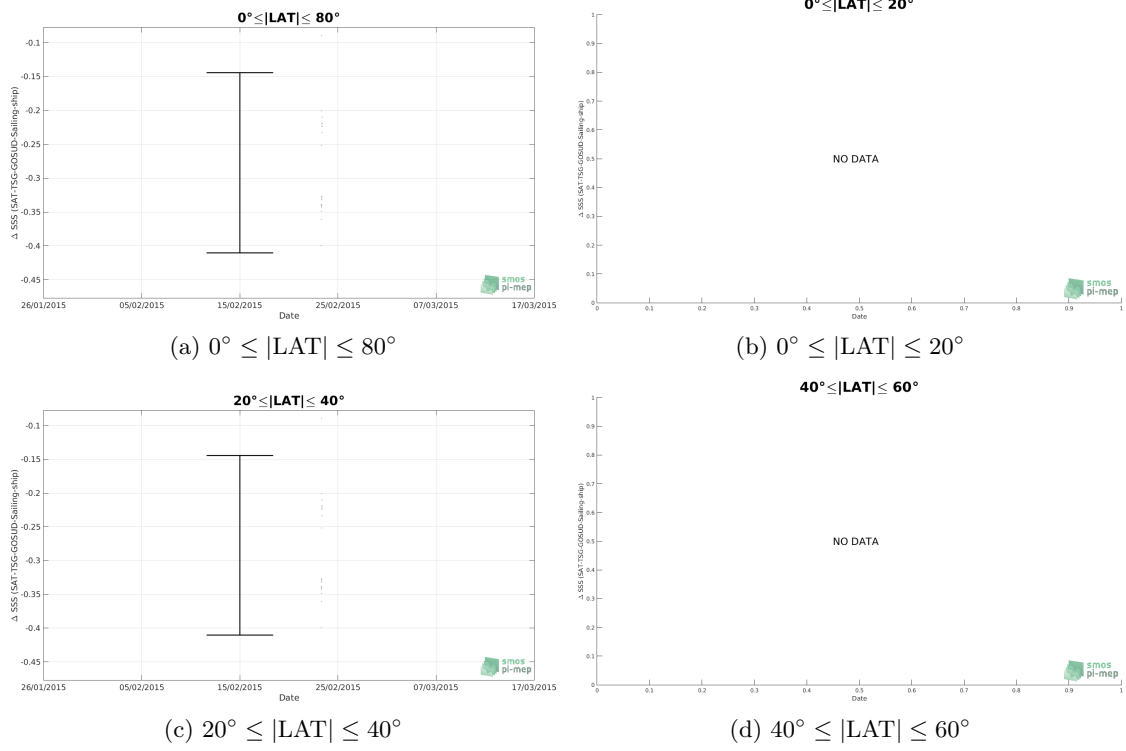 0°≤|LAT|≤ 80°
Δ SSS (SAT-TSG-GOSUD-Sailing-ship)
-0.1
-0.15
-0.2
-0.25
-0.3
-0.35
-0.4
-0.45
26/01/2015 05/02/2015 15/02/2015 25/02/2015 07/03/2015 17/03/2015
Date
smos
pi-mep
(a) 0° ≤ |LAT| ≤ 80°
0°≤|LAT|≤ 20°
Δ SSS (SAT-TSG-GOSUD-Sailing-ship)
1
0.9
0.8
0.7
0.6
0.5
0.4
0.3
0.2
0.1
0
NO DATA
0 0.1 0.2 0.3 0.4 0.5 0.6 0.7 0.8 0.9 1
Date
smos
pi-mep
(b) 0° ≤ |LAT| ≤ 20°
20°≤|LAT|≤ 40°
Δ SSS (SAT-TSG-GOSUD-Sailing-ship)
-0.1
-0.15
-0.2
-0.25
-0.3
-0.35
-0.4
-0.45
26/01/2015 05/02/2015 15/02/2015 25/02/2015 07/03/2015 17/03/2015
Date
smos
pi-mep
(c) 20° ≤ |LAT| ≤ 40°
40°≤|LAT|≤ 60°
Δ SSS (SAT-TSG-GOSUD-Sailing-ship)
1
0.9
0.8
0.7
0.6
0.5
0.4
0.3
0.2
0.1
0
NO DATA
0 0.1 0.2 0.3 0.4 0.5 0.6 0.7 0.8 0.9 1
Date
smos
pi-mep
(d) 40° ≤ |LAT| ≤ 60°